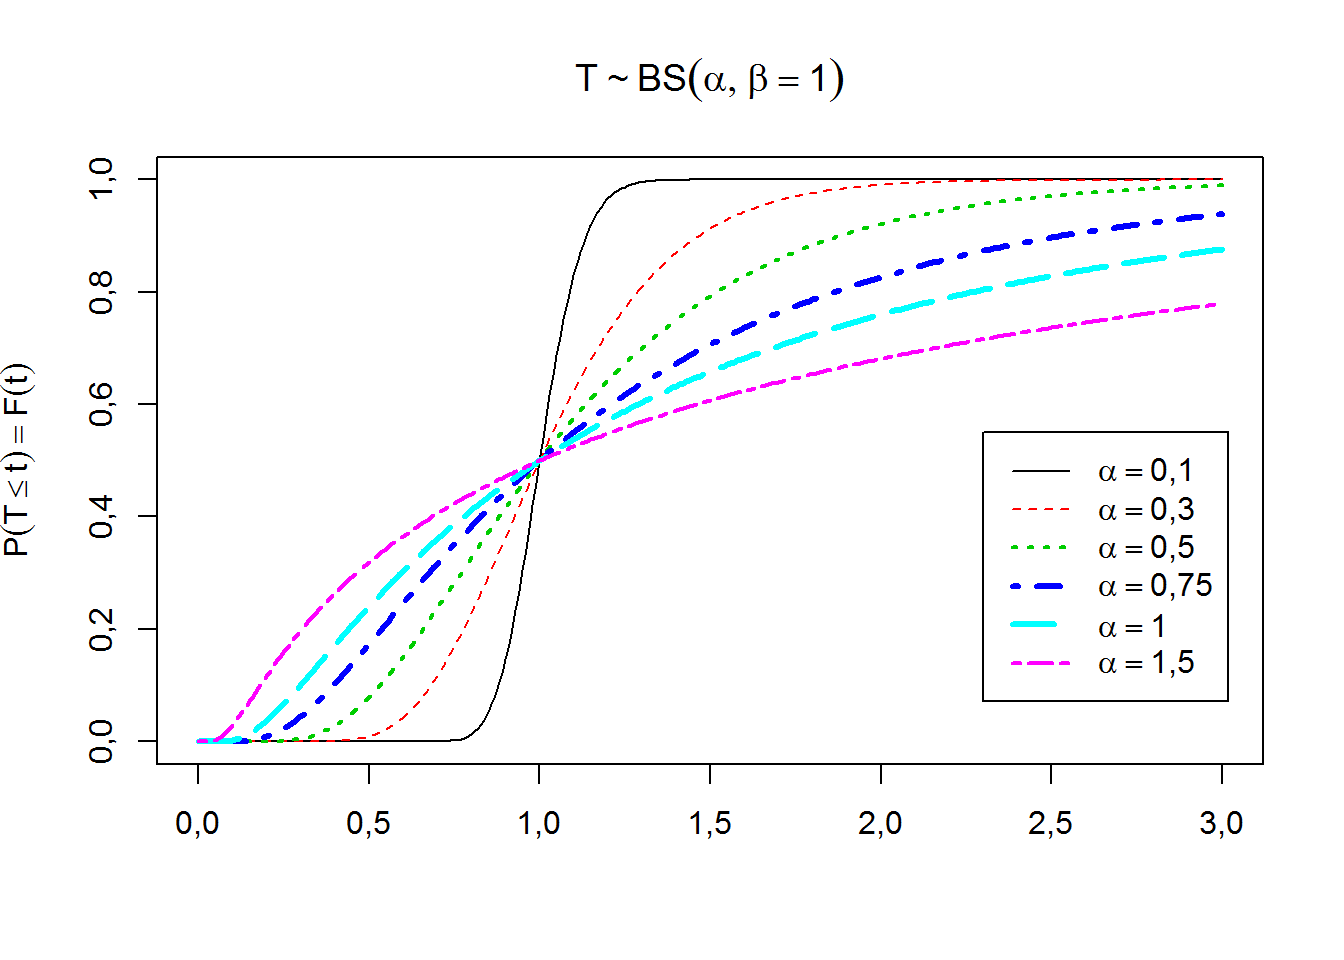 T ~ BS(α, β = 1)
P(T ≤ t) = F(t)
1,0
0,8
0,6
0,4
0,2
0,0
α = 0,1
α = 0,3
α = 0,5
α = 0,75
α = 1
α = 1,5
0,0 0,5 1,0 1,5 2,0 2,5 3,0